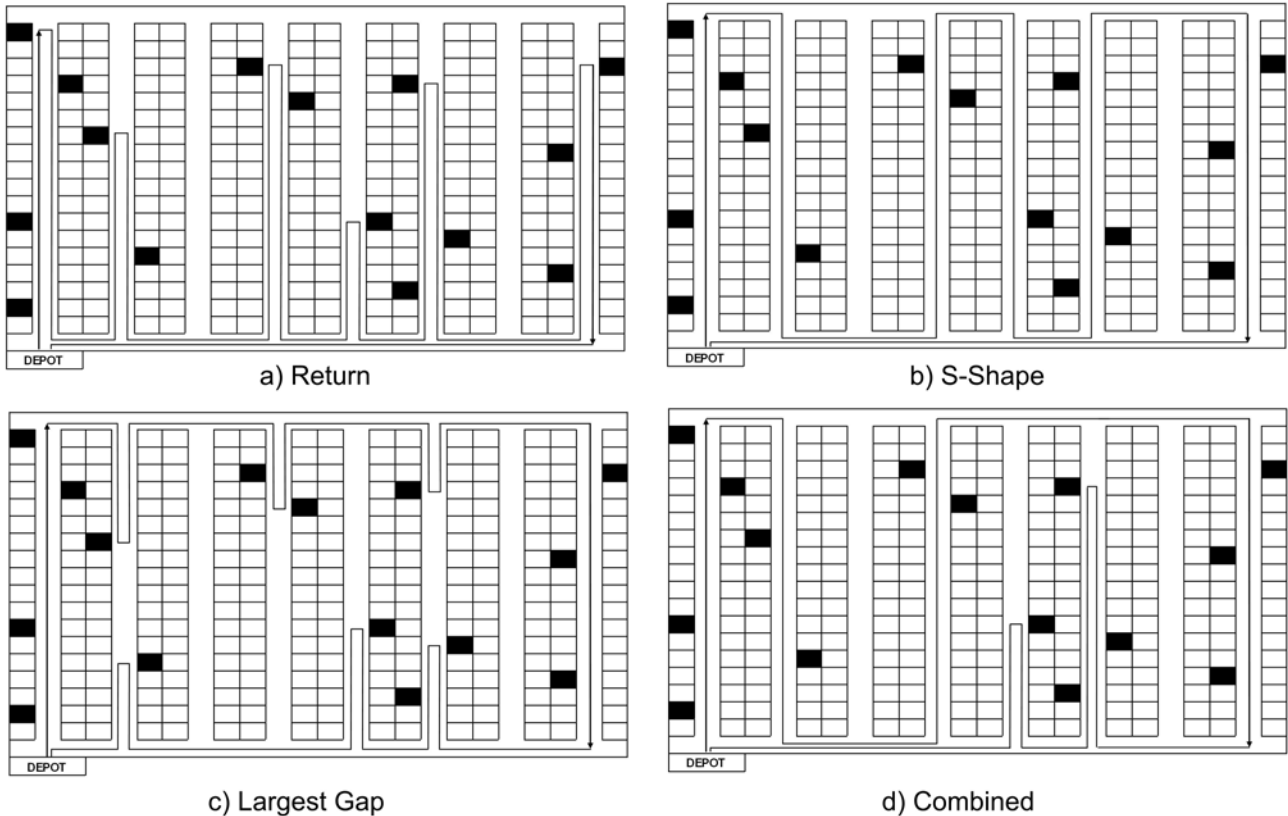 DEPOT
a) Return
DEPOT
b) S-Shape
DEPOT
c) Largest Gap
DEPOT
d) Combined